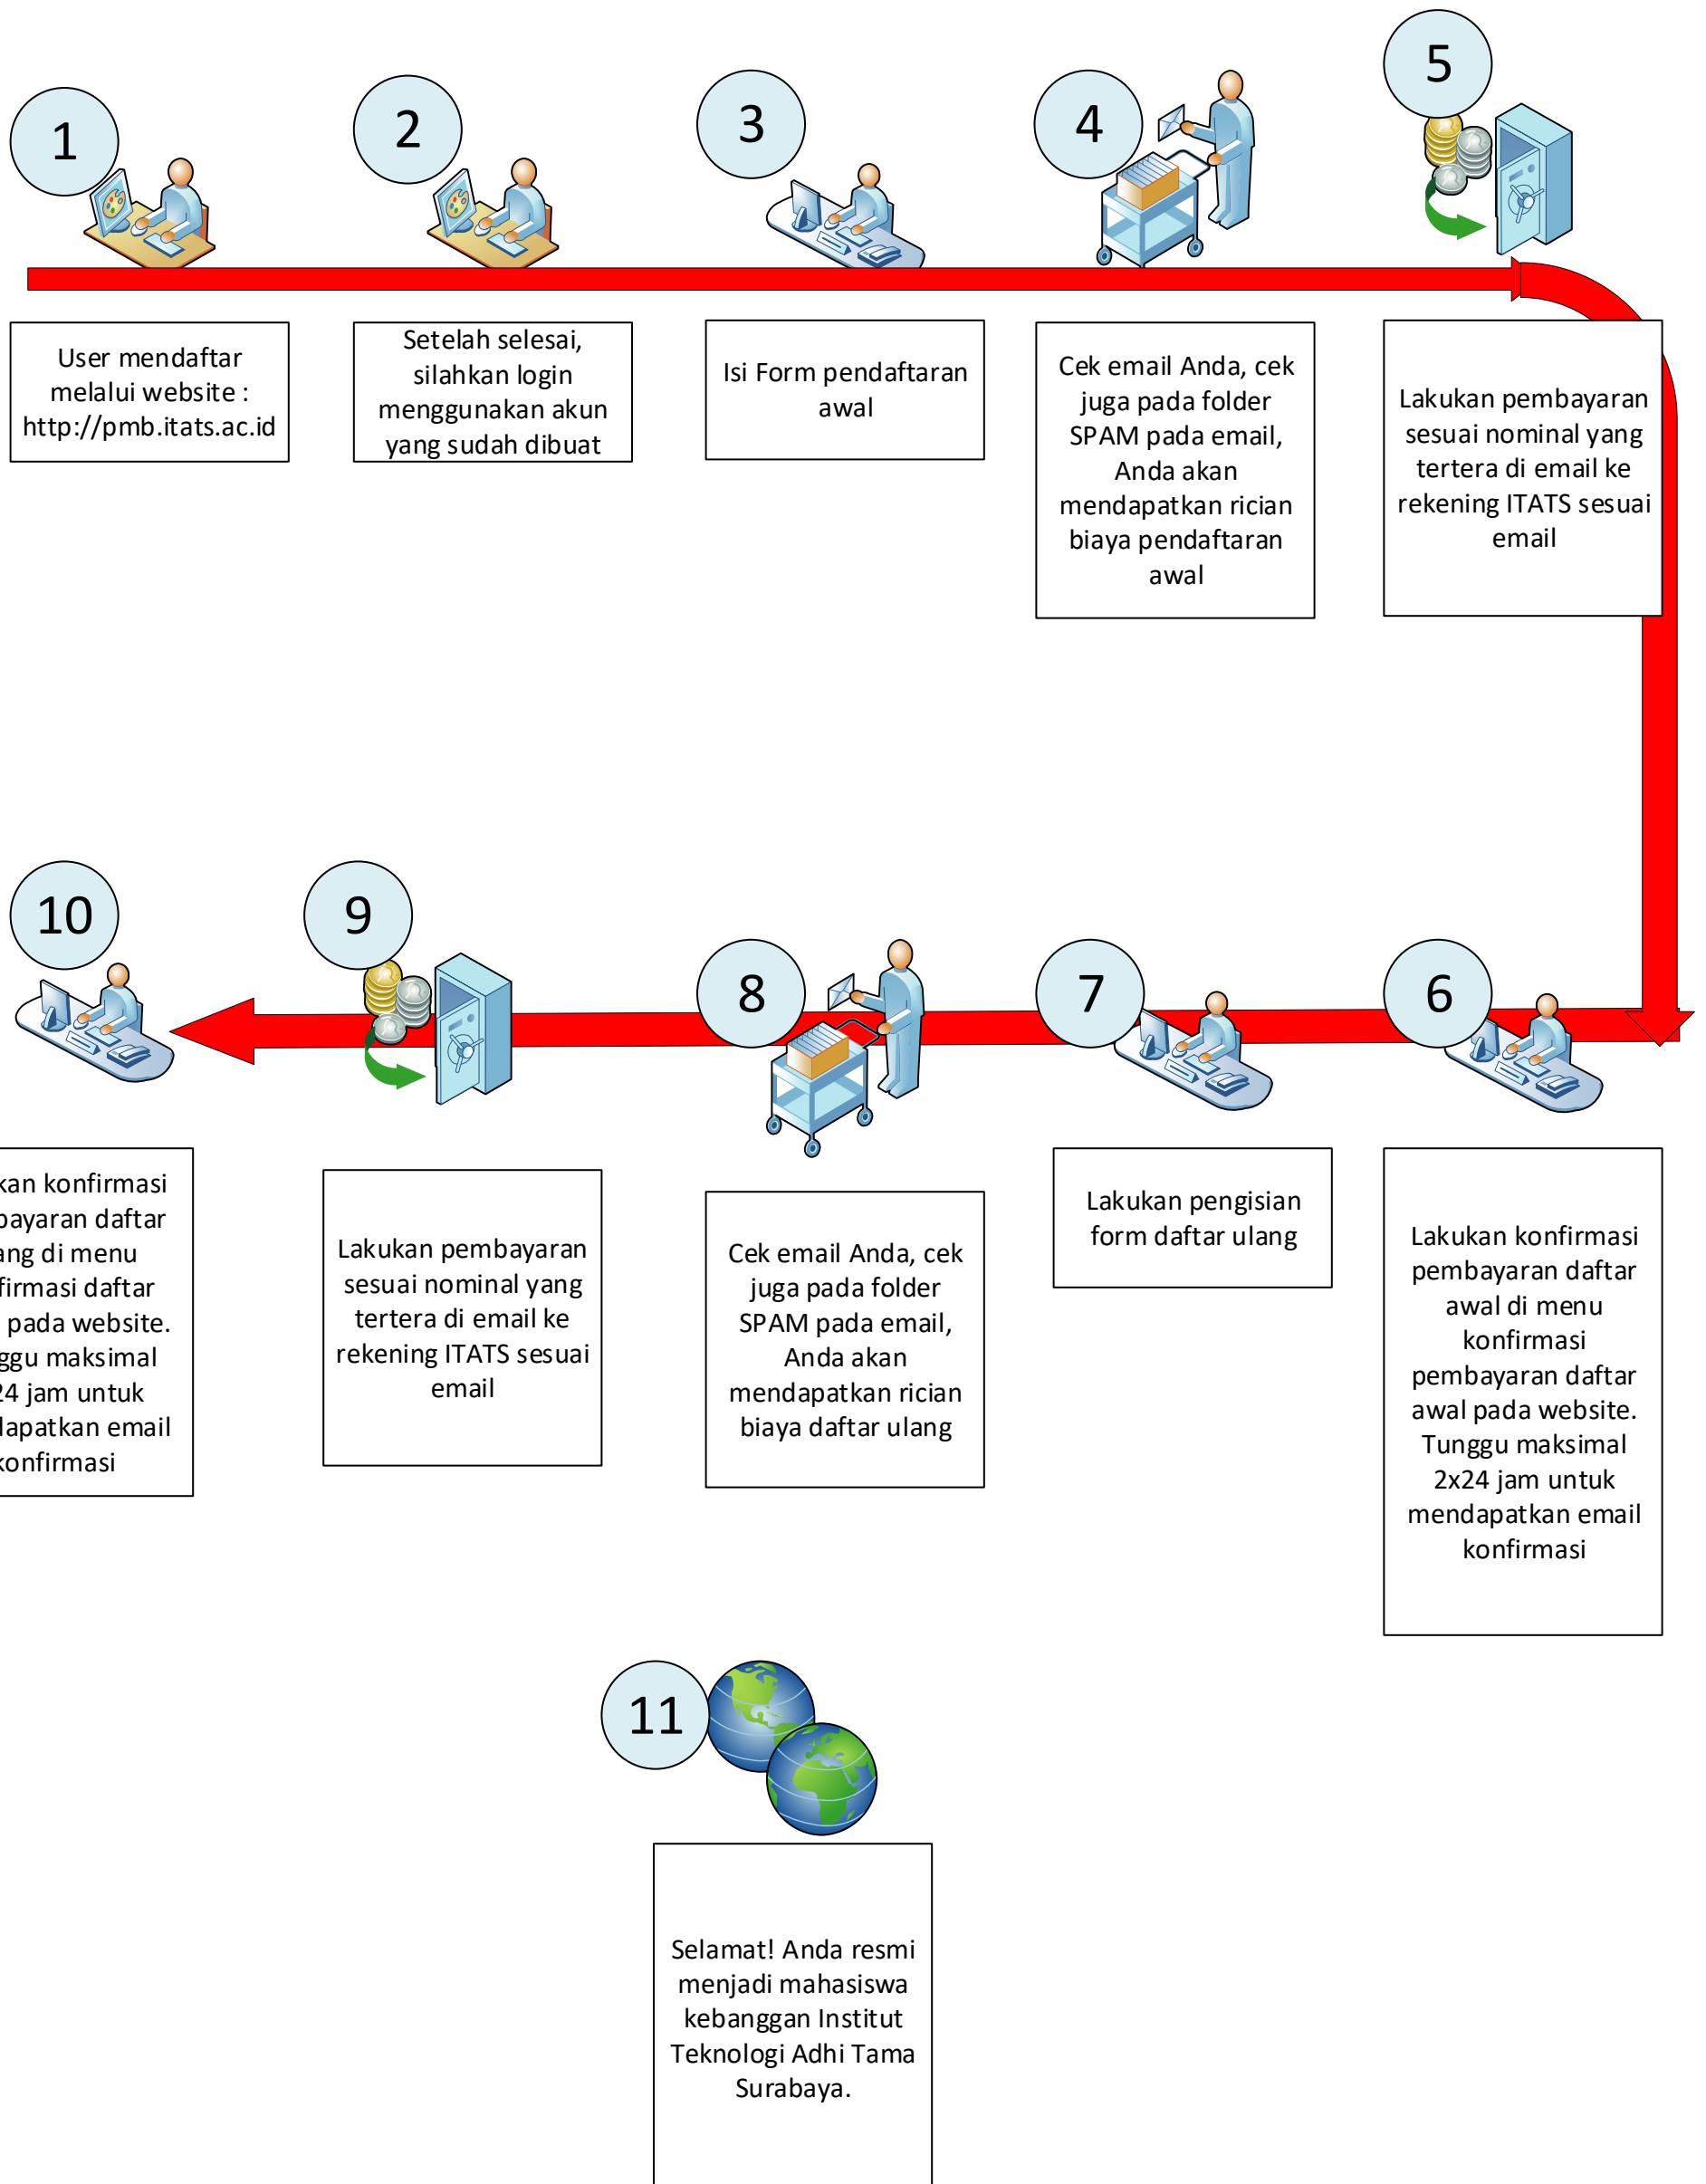 1
User mendaftar
melalui website :
http://pmb.itats.ac.id
2
Setelah selesai,
silahkan login
menggunakan akun
yang sudah dibuat
3
Isi Form pendaftaran
awal
4
Cek email Anda, cek
juga pada folder
SPAM pada email,
Anda akan
mendapatkan rician
biaya pendaftaran
awal
5
Lakukan pembayaran
sesuai nominal yang
tertera di email ke
rekening ITATS sesuai
email
6
Lakukan konfirmasi
pembayaran daftar
awal di menu
konfirmasi
pembayaran daftar
awal pada website.
Tunggu maksimal
2x24 jam untuk
mendapatkan email
konfirmasi
7
Lakukan pengisian
form daftar ulang
8
Cek email Anda, cek
juga pada folder
SPAM pada email,
Anda akan
mendapatkan rician
biaya daftar ulang
9
Lakukan pembayaran
sesuai nominal yang
tertera di email ke
rekening ITATS sesuai
email
10
konfirmasi
daftar
di menu
daftar
pada website.
maksimal
jam untuk
email
konfirmasi
11
Selamat! Anda resmi
menjadi mahasiswa
kebanggan Institut
Teknologi Adhi Tama
Surabaya.